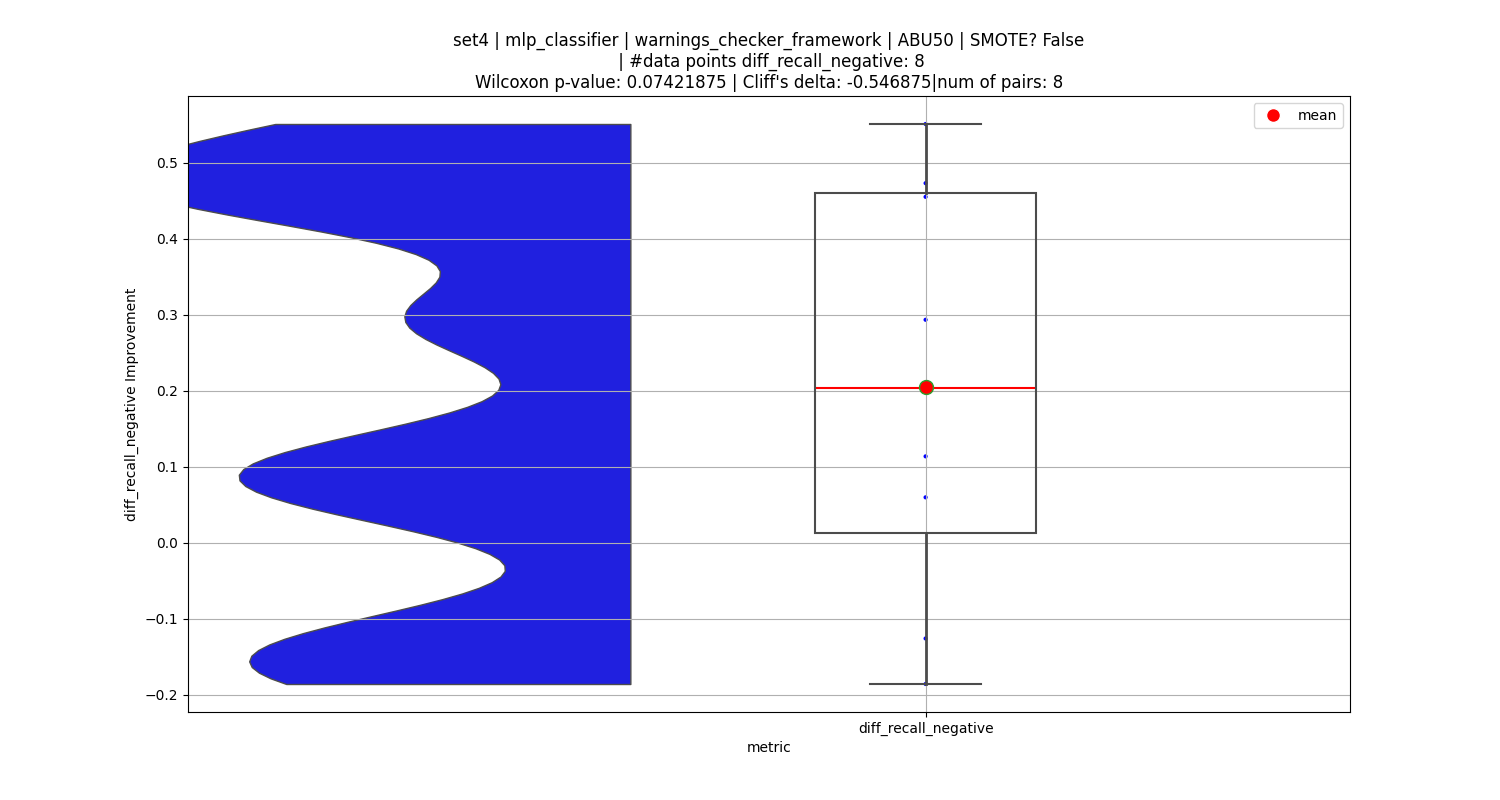 set4 | mlp_classifier | warnings_checker_framework | ABU50 | SMOTE? False
| #data points diff_recall_negative: 8
Wilcoxon p-value: 0.07421875 | Cliff's delta: -0.546875|num of pairs: 8
mean
0.5
0.4
0.3
0.2
0.1
0.0
−0.1
−0.2
diff_recall_negative Improvement
diff_recall_negative
metric